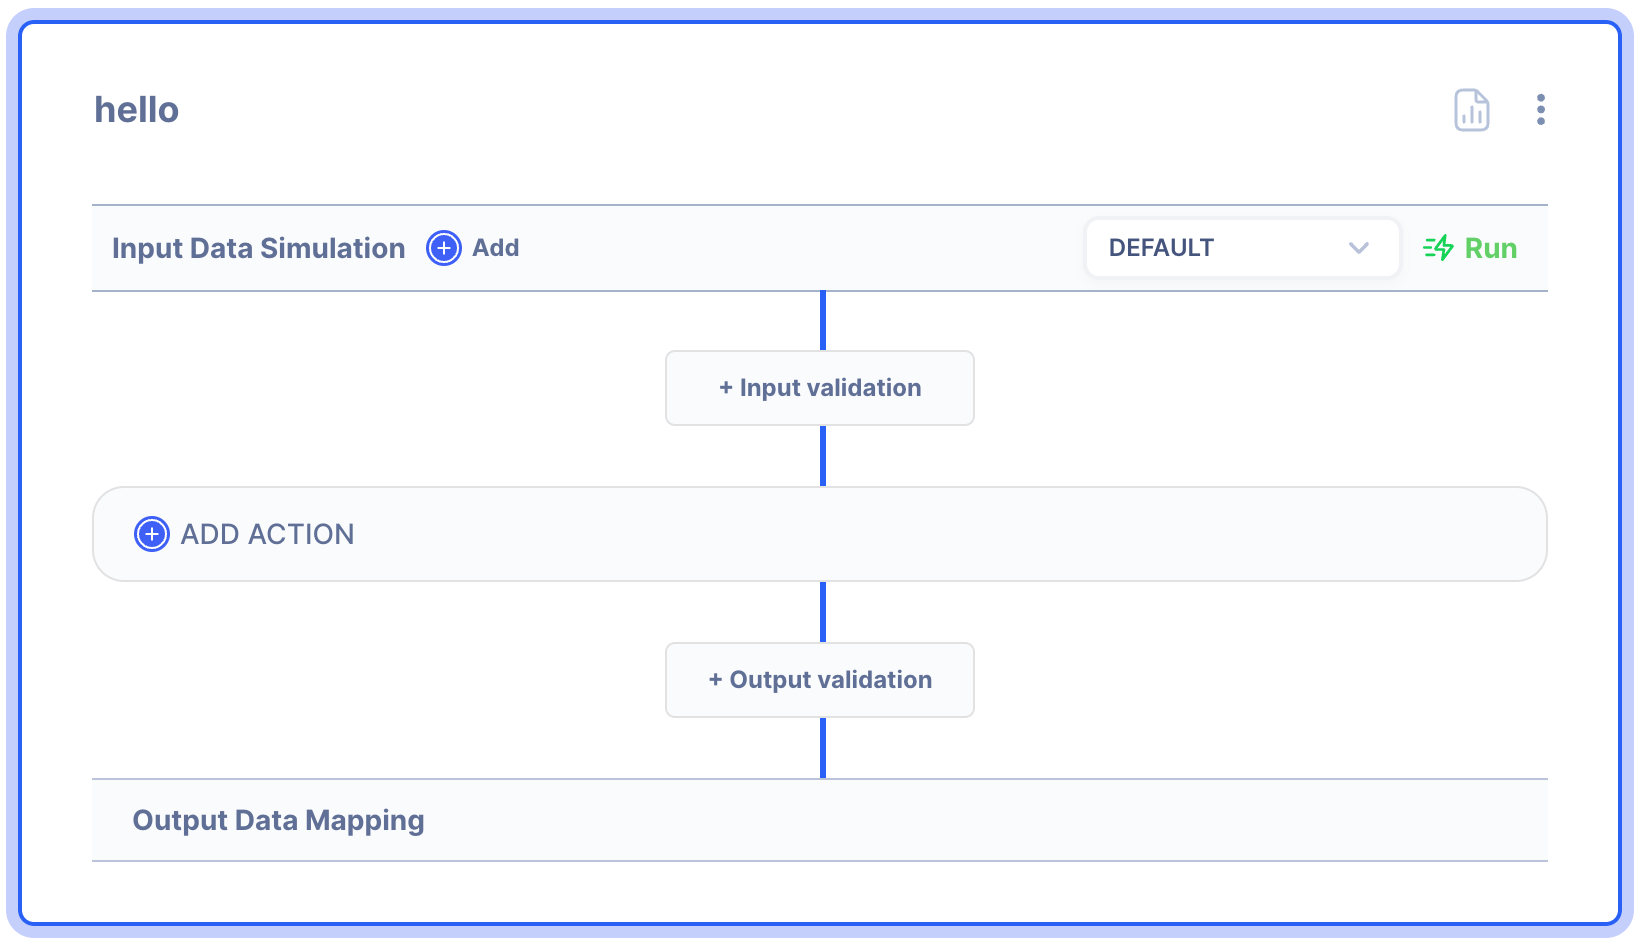 hello
Input Data Simulation Add DEFAULT Run
+ Input validation
ADD ACTION
+ Output validation
Output Data Mapping